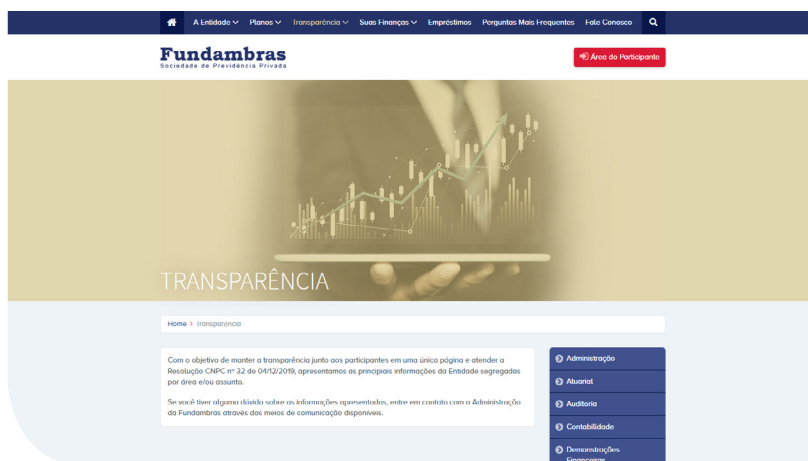 A Entidade Planos Transparência Suas Finanças Empréstimos Perguntas Mais Frequentes Fale Conosco
Fundambras
Sociedade de Previdência Privada
Área do Participante
TRANSPARÊNCIA
Home > Transparência
Com o objetivo de manter a transparência junto aos participantes em uma única página e atender a
Resolução CNPC nº 32 de 04/12/2019, apresentamos as principais informações da Entidade segregadas
por área e/ou assunto.
Se você tiver alguma dúvida sobre as informações apresentadas, entre em contato com a Administração
da Fundambras através dos meios de comunicação disponíveis.
Administração
Atuarial
Auditoria
Contabilidade
Demonstrações
Financeiras